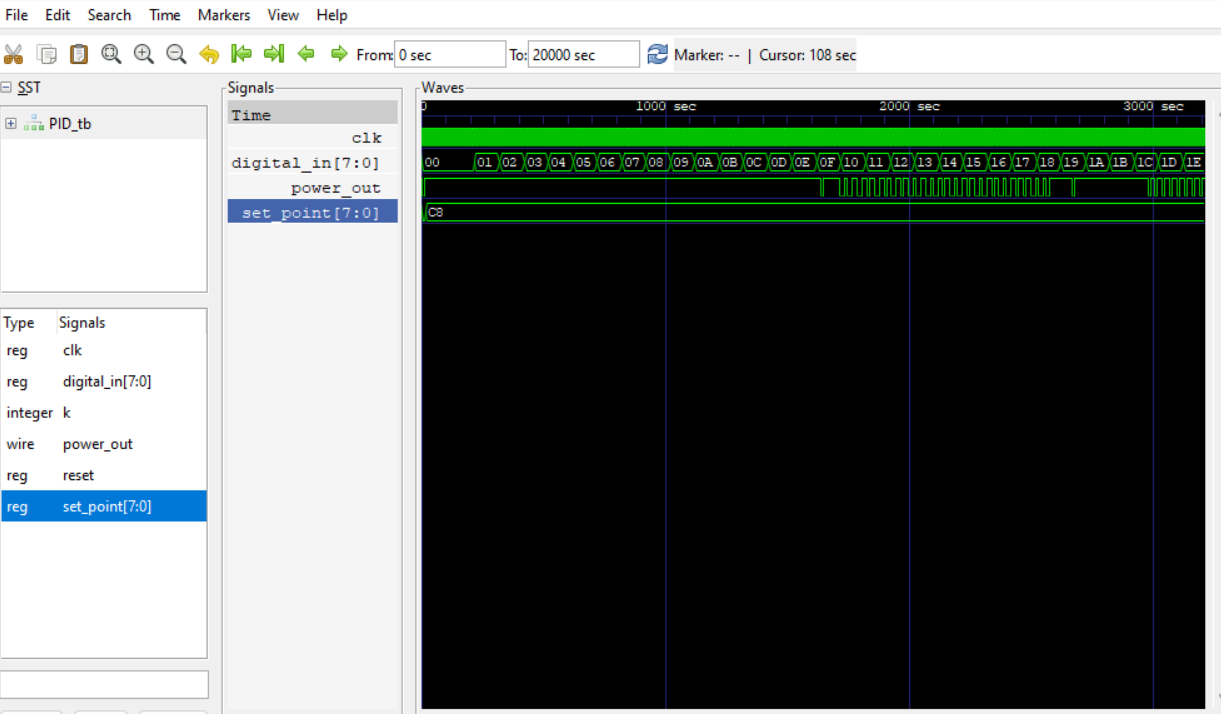 File Edit Search Time Markers View Help
From: 0 sec To: 20000 sec Marker: -- | Cursor: 108 sec
SST
PID_tb
Type Signals
reg clk
reg digital_in[7:0]
integer k
wire power_out
reg reset
reg set_point[7:0]
Signals
Time
clk
digital_in[7:0]
power_out
set_point[7:0]
Waves
0 1000 sec 2000 sec 3000 sec
00 01 02 03 04 05 06 07 08 09 0A 0B 0C 0D 0E 0F 10 11 12 13 14 15 16 17 18 19 1A 1B 1C 1D 1E
C8